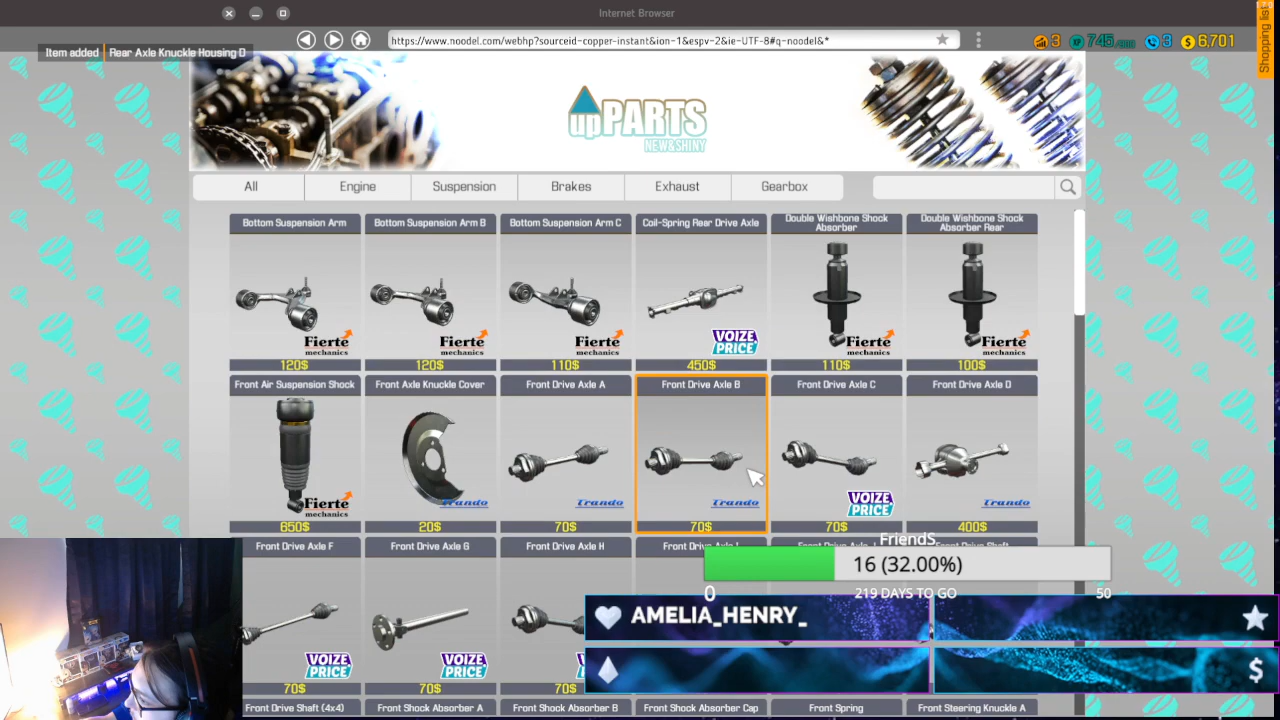 Internet Browser
https://www.noodel.com/webhp?sourceid-copper-instant&ion-1&espv-2&ie-UTF-8#q-noodel&*
Item added | Rear Axle Knuckle Housing D
3
3
6,701
Shopping list
upPARTS
NEW&SHINY
All Engine Suspension Brakes Exhaust Gearbox
Bottom Suspension Arm
Fierte mechanics
120$
Bottom Suspension Arm B
Fierte mechanics
120$
Bottom Suspension Arm C
Fierte mechanics
110$
Coil-Spring Rear Drive Axle
VOIZE PRICE
450$
Double Wishbone Shock Absorber
Fierte mechanics
110$
Double Wishbone Shock Absorber Rear
Fierte mechanics
100$
Front Air Suspension Shock
Fierte mechanics
650$
Front Axle Knuckle Cover
Trando
20$
Front Drive Axle A
Trando
70$
Front Drive Axle B
Trando
70$
Front Drive Axle C
VOIZE PRICE
70$
Front Drive Axle D
Trando
400$
Front Drive Axle F
VOIZE PRICE
70$
Front Drive Axle G
VOIZE PRICE
70$
Front Drive Axle H
70$
Front Drive Shaft (4x4)
Front Shock Absorber A
Front Shock Absorber B
Front Shock Absorber Cap
Front Spring
Front Steering Knuckle A
FriendS
16 (32.00%)
0
219 DAYS TO GO
50
AMELIA_HENRY_
$